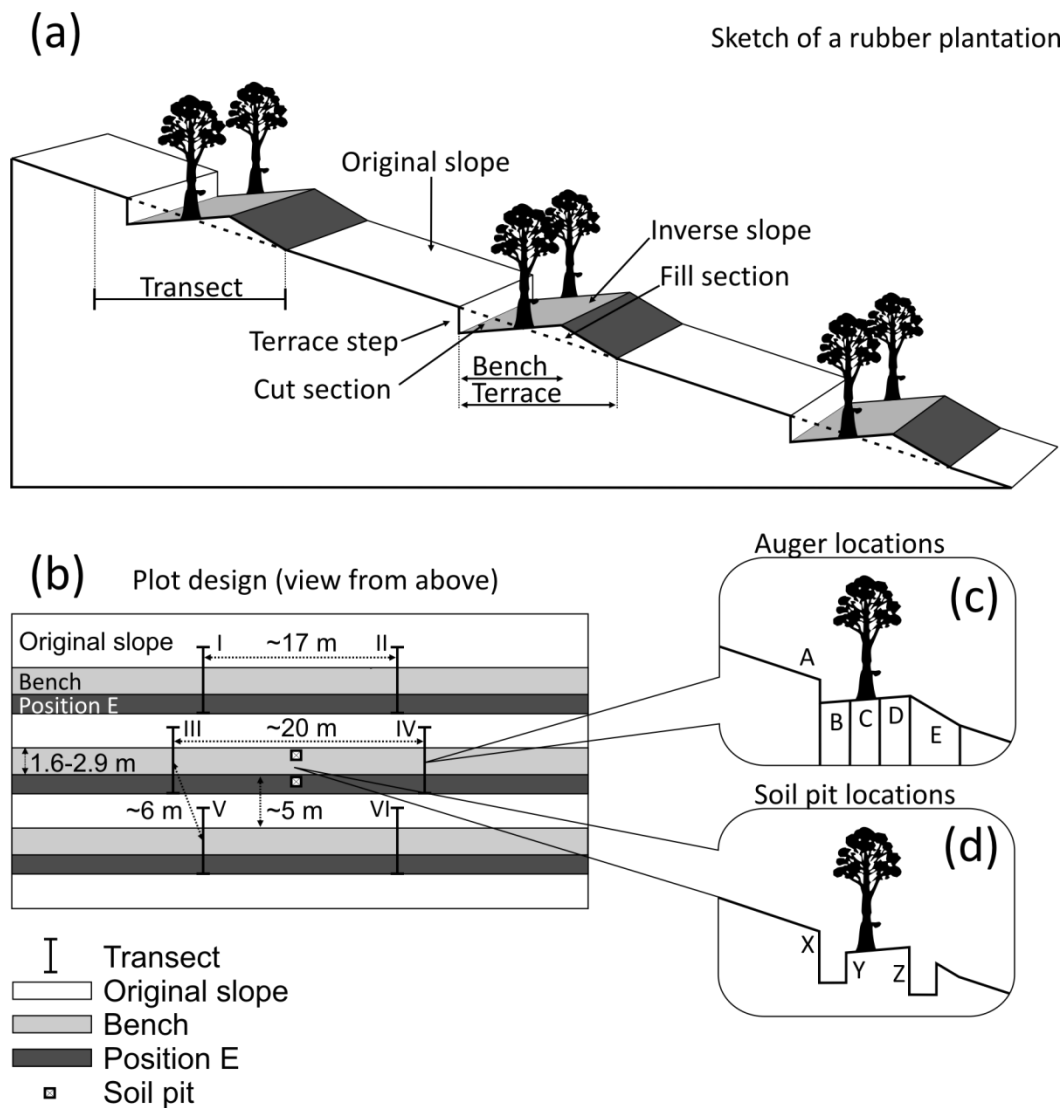 (a)
Sketch of a rubber plantation
Original slope
Inverse slope
Fill section
Transect
Terrace step
Bench
Terrace
Cut section
(b)
Plot design (view from above)
Original slope
I
~17 m
II
Bench
Position E
III
~20 m
IV
1.6-2.9 m
~6 m
V
~5 m
VI
Auger locations
(c)
A
B
C
D
E
Soil pit locations
(d)
X
Y
Z
Transect
Original slope
Bench
Position E
Soil pit